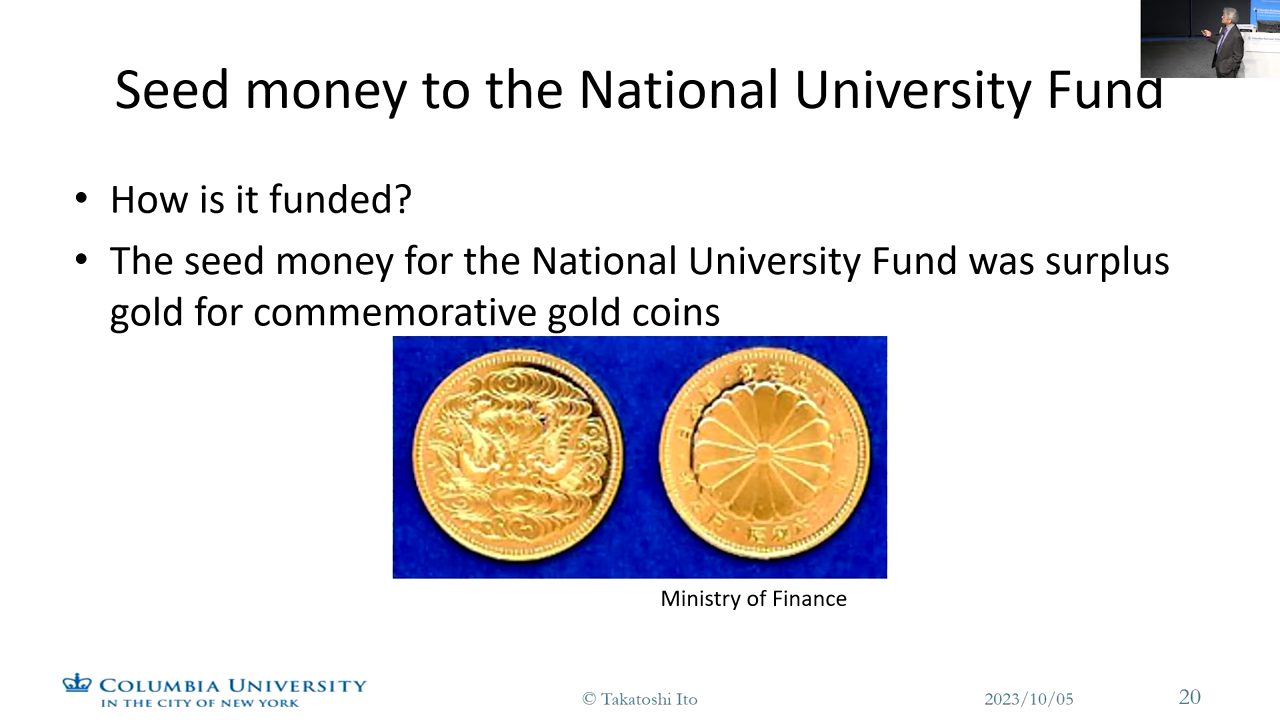 Seed money to the National University Fund
• How is it funded?
• The seed money for the National University Fund was surplus
gold for commemorative gold coins
Ministry of Finance
COLUMBIA UNIVERSITY
IN THE CITY OF NEW YORK
© Takatoshi Ito
2023/10/05
20